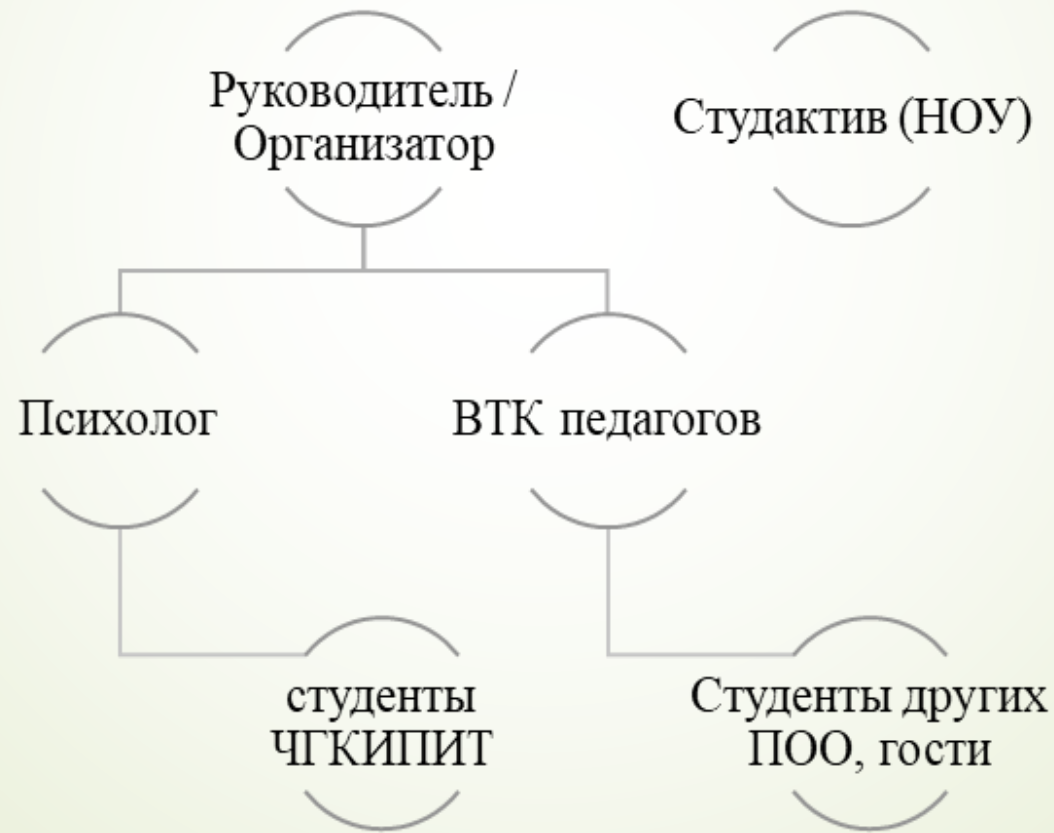 Руководитель /
Организатор
Студактив (НОУ)
Психолог
ВТК педагогов
студенты
ЧГКИПИТ
Студенты других
ПОО, гости